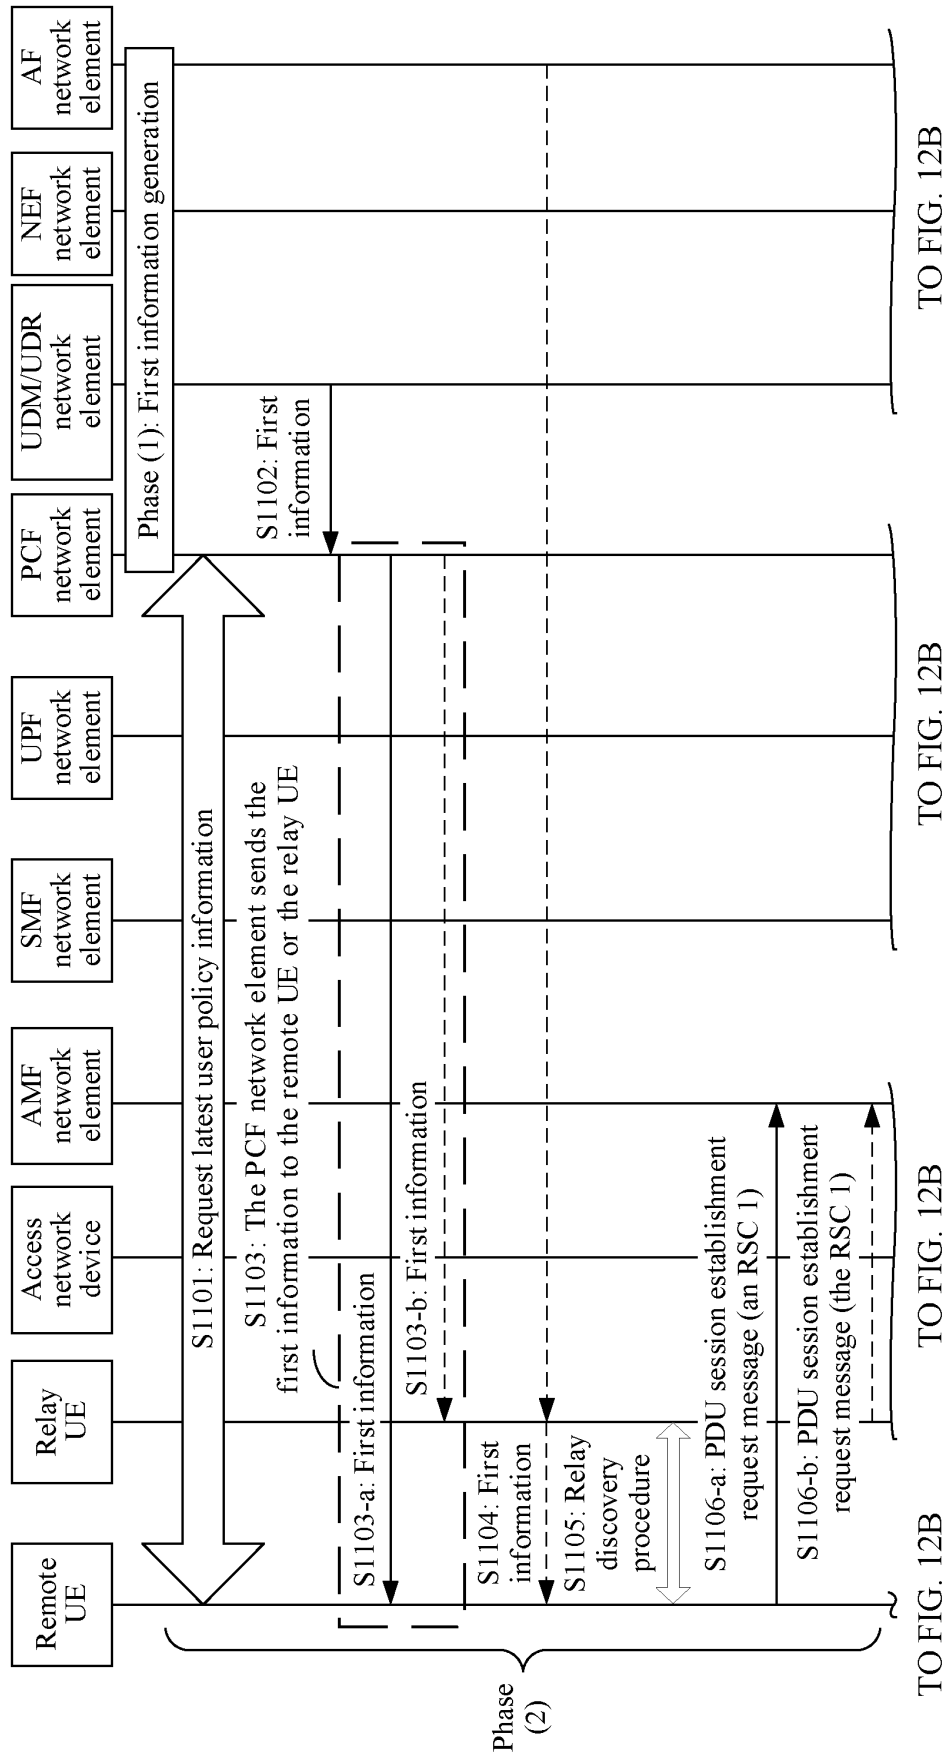 Remote
UE
Relay
UE
Access
network
device
AMF
network
element
SMF
network
element
UPF
network
element
PCF
network
element
UDM/UDR
network
element
NEF
network
element
AF
network
element
Phase (1): First information generation
S1101: Request latest user policy information
S1102: First
information
S1103: The PCF network element sends the
first information to the remote UE or the relay UE
S1103-a: First information
S1103-b: First information
S1104: First
information
S1105: Relay
discovery
procedure
S1106-a: PDU session establishment
request message (an RSC 1)
S1106-b: PDU session establishment
request message (the RSC 1)
Phase
(2)
TO FIG. 12B
TO FIG. 12B
TO FIG. 12B
TO FIG. 12B